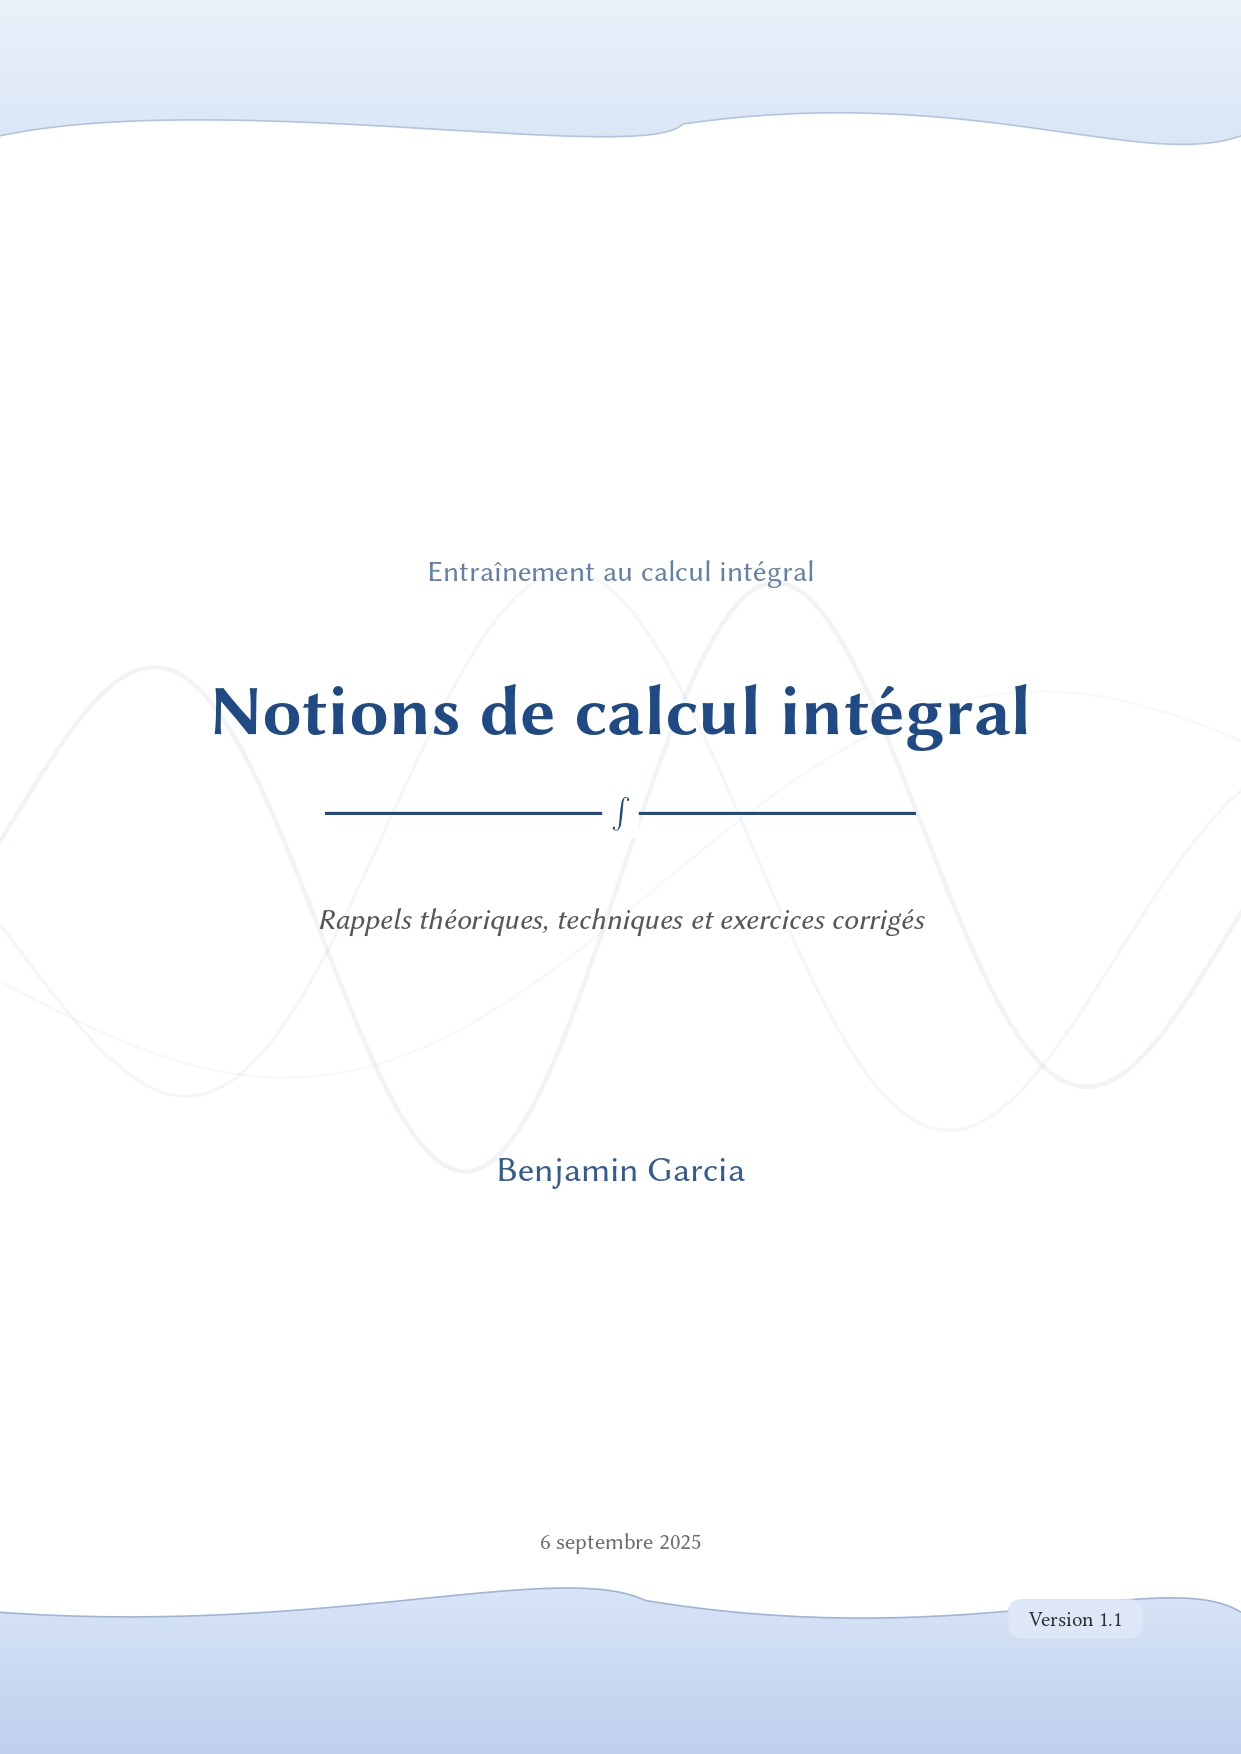 Entraînement au calcul intégral
Notions de calcul intégral
∫
Rappels théoriques, techniques et exercices corrigés
Benjamin Garcia
6 septembre 2025
Version 1.1